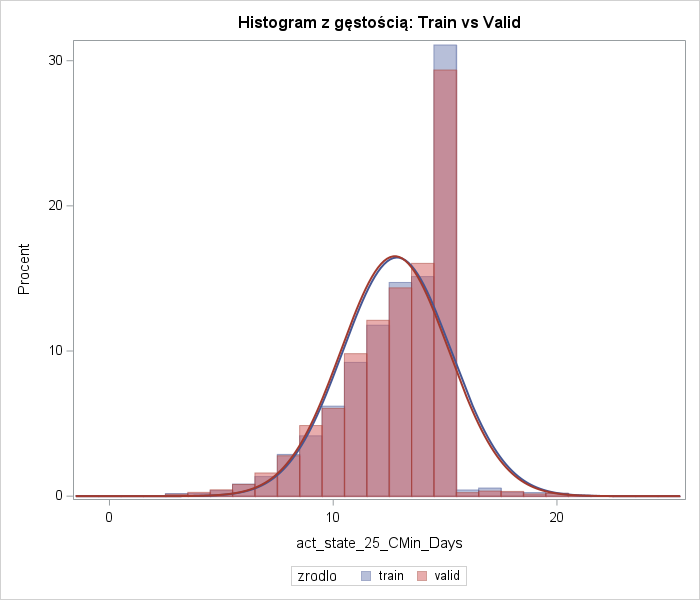 Histogram z gęstością: Train vs Valid
30
20
10
0
Procent
0 10 20
act_state_25_CMin_Days
zrodlo train valid